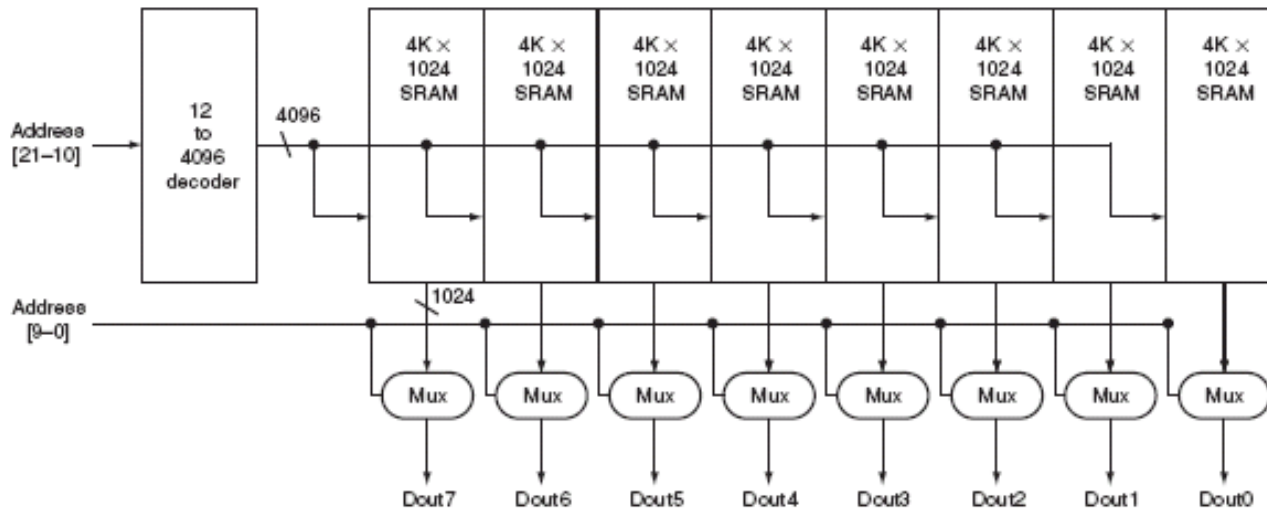 4K ×
1024
SRAM
4K ×
1024
SRAM
4K ×
1024
SRAM
4K ×
1024
SRAM
4K ×
1024
SRAM
4K ×
1024
SRAM
4K ×
1024
SRAM
4K ×
1024
SRAM
Address
[21–10]
12
to
4096
decoder
4096
Address
[9–0]
1024
Mux
Mux
Mux
Mux
Mux
Mux
Mux
Mux
Dout7
Dout6
Dout5
Dout4
Dout3
Dout2
Dout1
Dout0